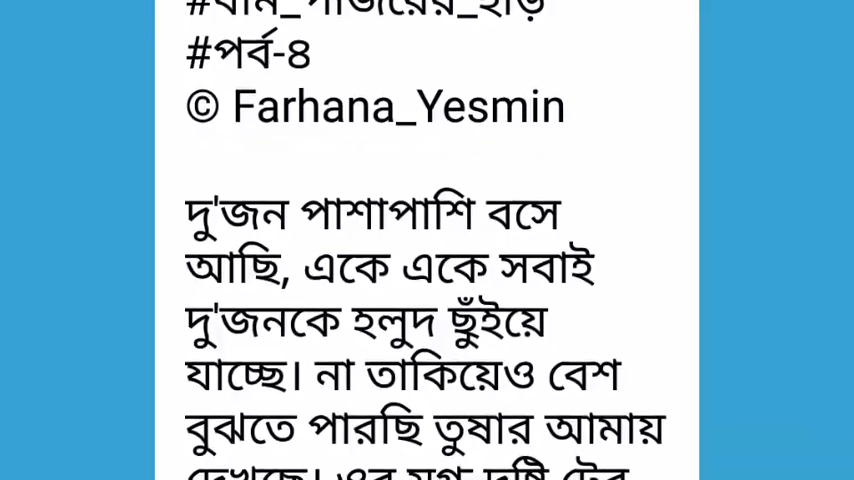 #পর্ব-৪
© Farhana_Yesmin
দু'জন পাশাপাশি বসে
আছি, একে একে সবাই
দু'জনকে হলুদ ছুঁইয়ে
যাচ্ছে। না তাকিয়েও বেশ
বুঝতে পারছি তুষার আমায়